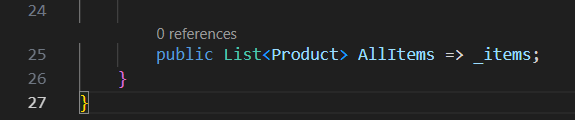 24
0 references
25 public List<Product> AllItems => _items;
26 }
27 }